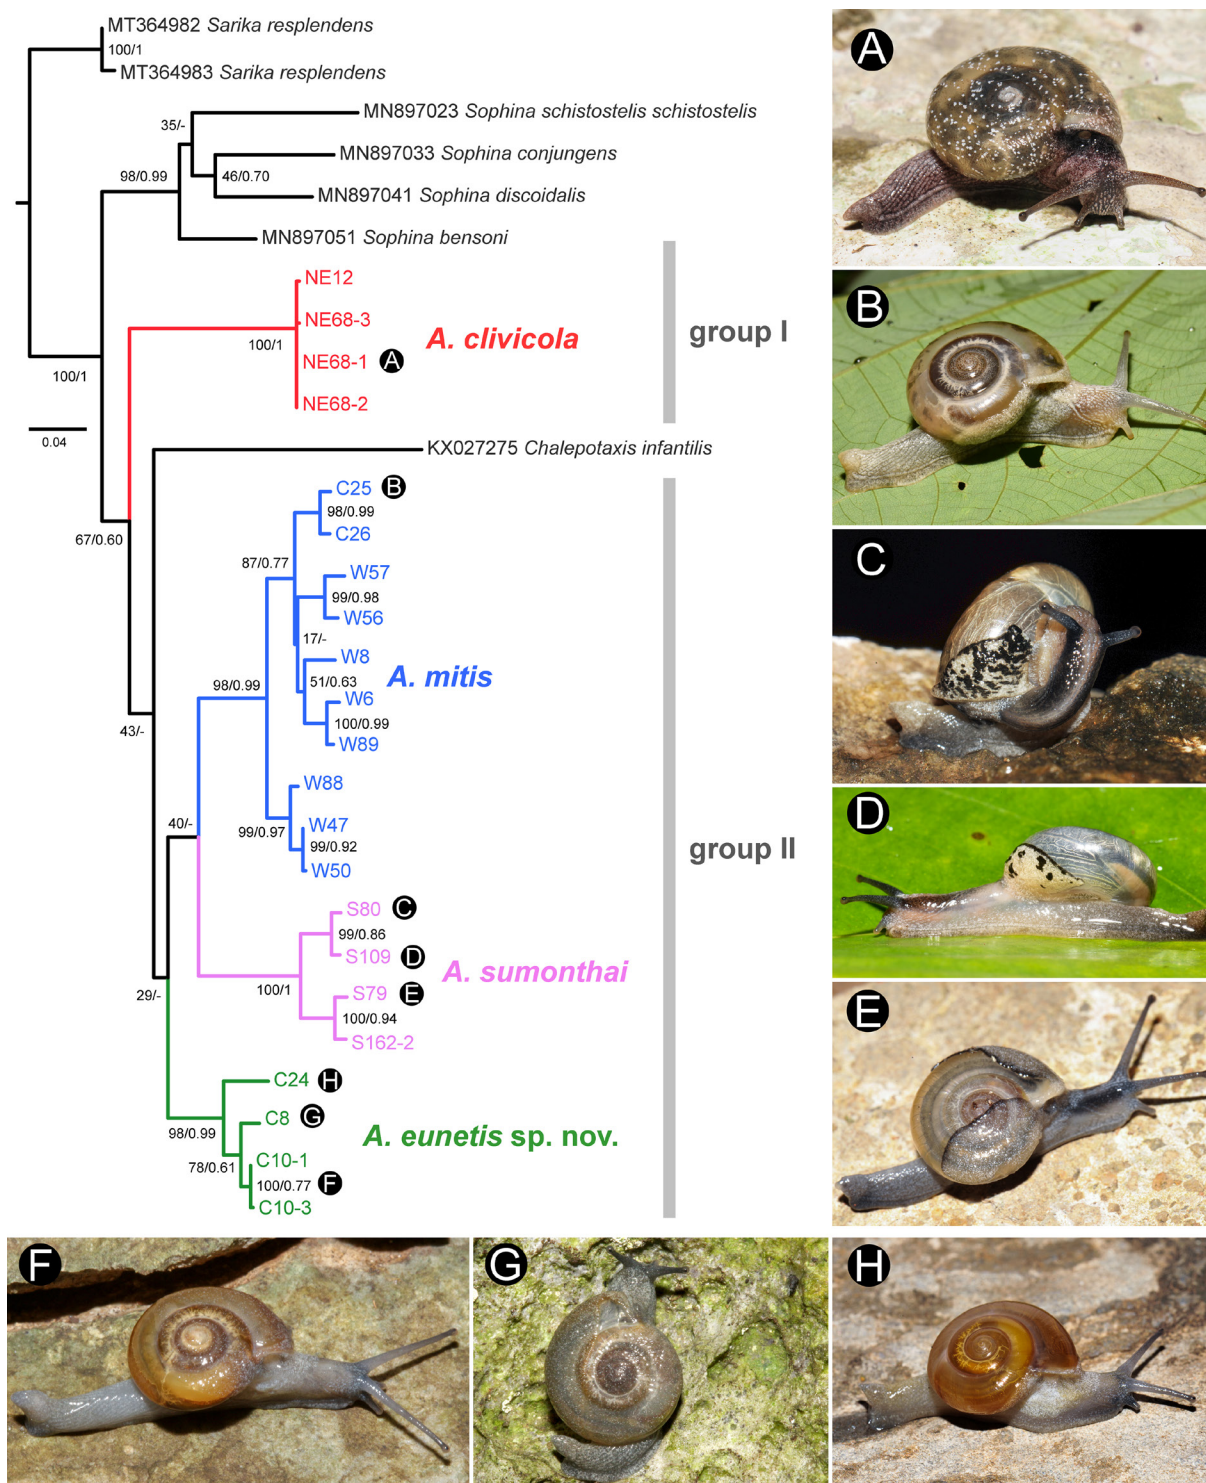 MT364982 Sarika resplendens
100/1
MT364983 Sarika resplendens
MN897023 Sophina schistostelis schistostelis
35/-
MN897033 Sophina conjungens
98/0.99
46/0.70
MN897041 Sophina discoidalis
MN897051 Sophina bensoni
NE12
NE68-3
100/1
A. clivicola
group I
NE68-1 A
NE68-2
100/1
0.04
KX027275 Chalepotaxis infantilis
C25 B
98/0.99
C26
67/0.60
87/0.77
W57
99/0.98
W56
17/-
W8
51/0.63
A. mitis
98/0.99
W6
100/0.99
W89
43/-
W88
40/-
99/0.97
W47
99/0.92
W50
group II
S80 C
99/0.86
S109 D
A. sumonthai
100/1
S79 E
100/0.94
S162-2
29/-
C24 H
C8 G
98/0.99
A. eunetis sp. nov.
78/0.61
C10-1
100/0.77 F
C10-3
A
B
C
D
E
F
G
H